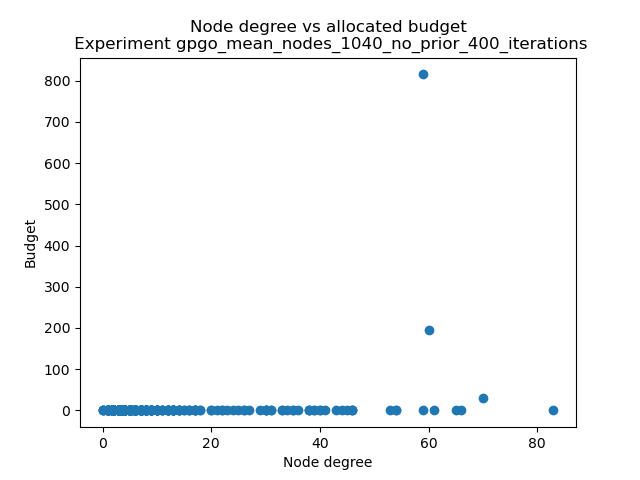 Node degree vs allocated budget
Experiment gpgo_mean_nodes_1040_no_prior_400_iterations
800
700
600
500
400
300
200
100
0
Budget
0 20 40 60 80
Node degree